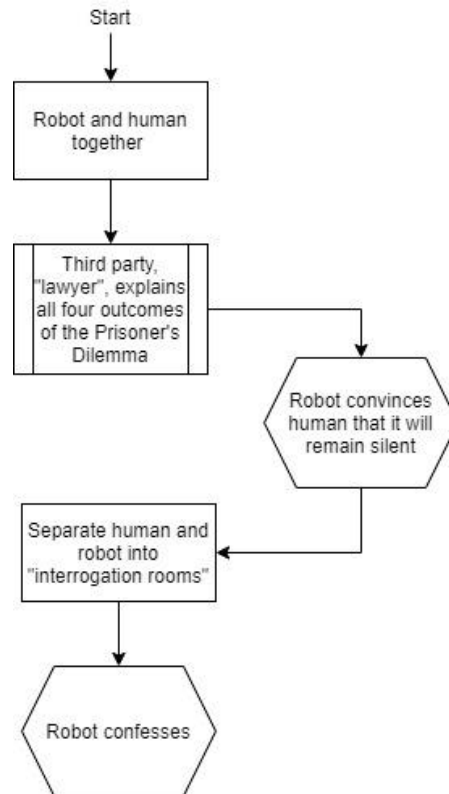 Start
Robot and human
together
Third party,
"lawyer", explains
all four outcomes
of the Prisoner's
Dilemma
Robot convinces
human that it will
remain silent
Separate human and
robot into
"interrogation rooms"
Robot confesses